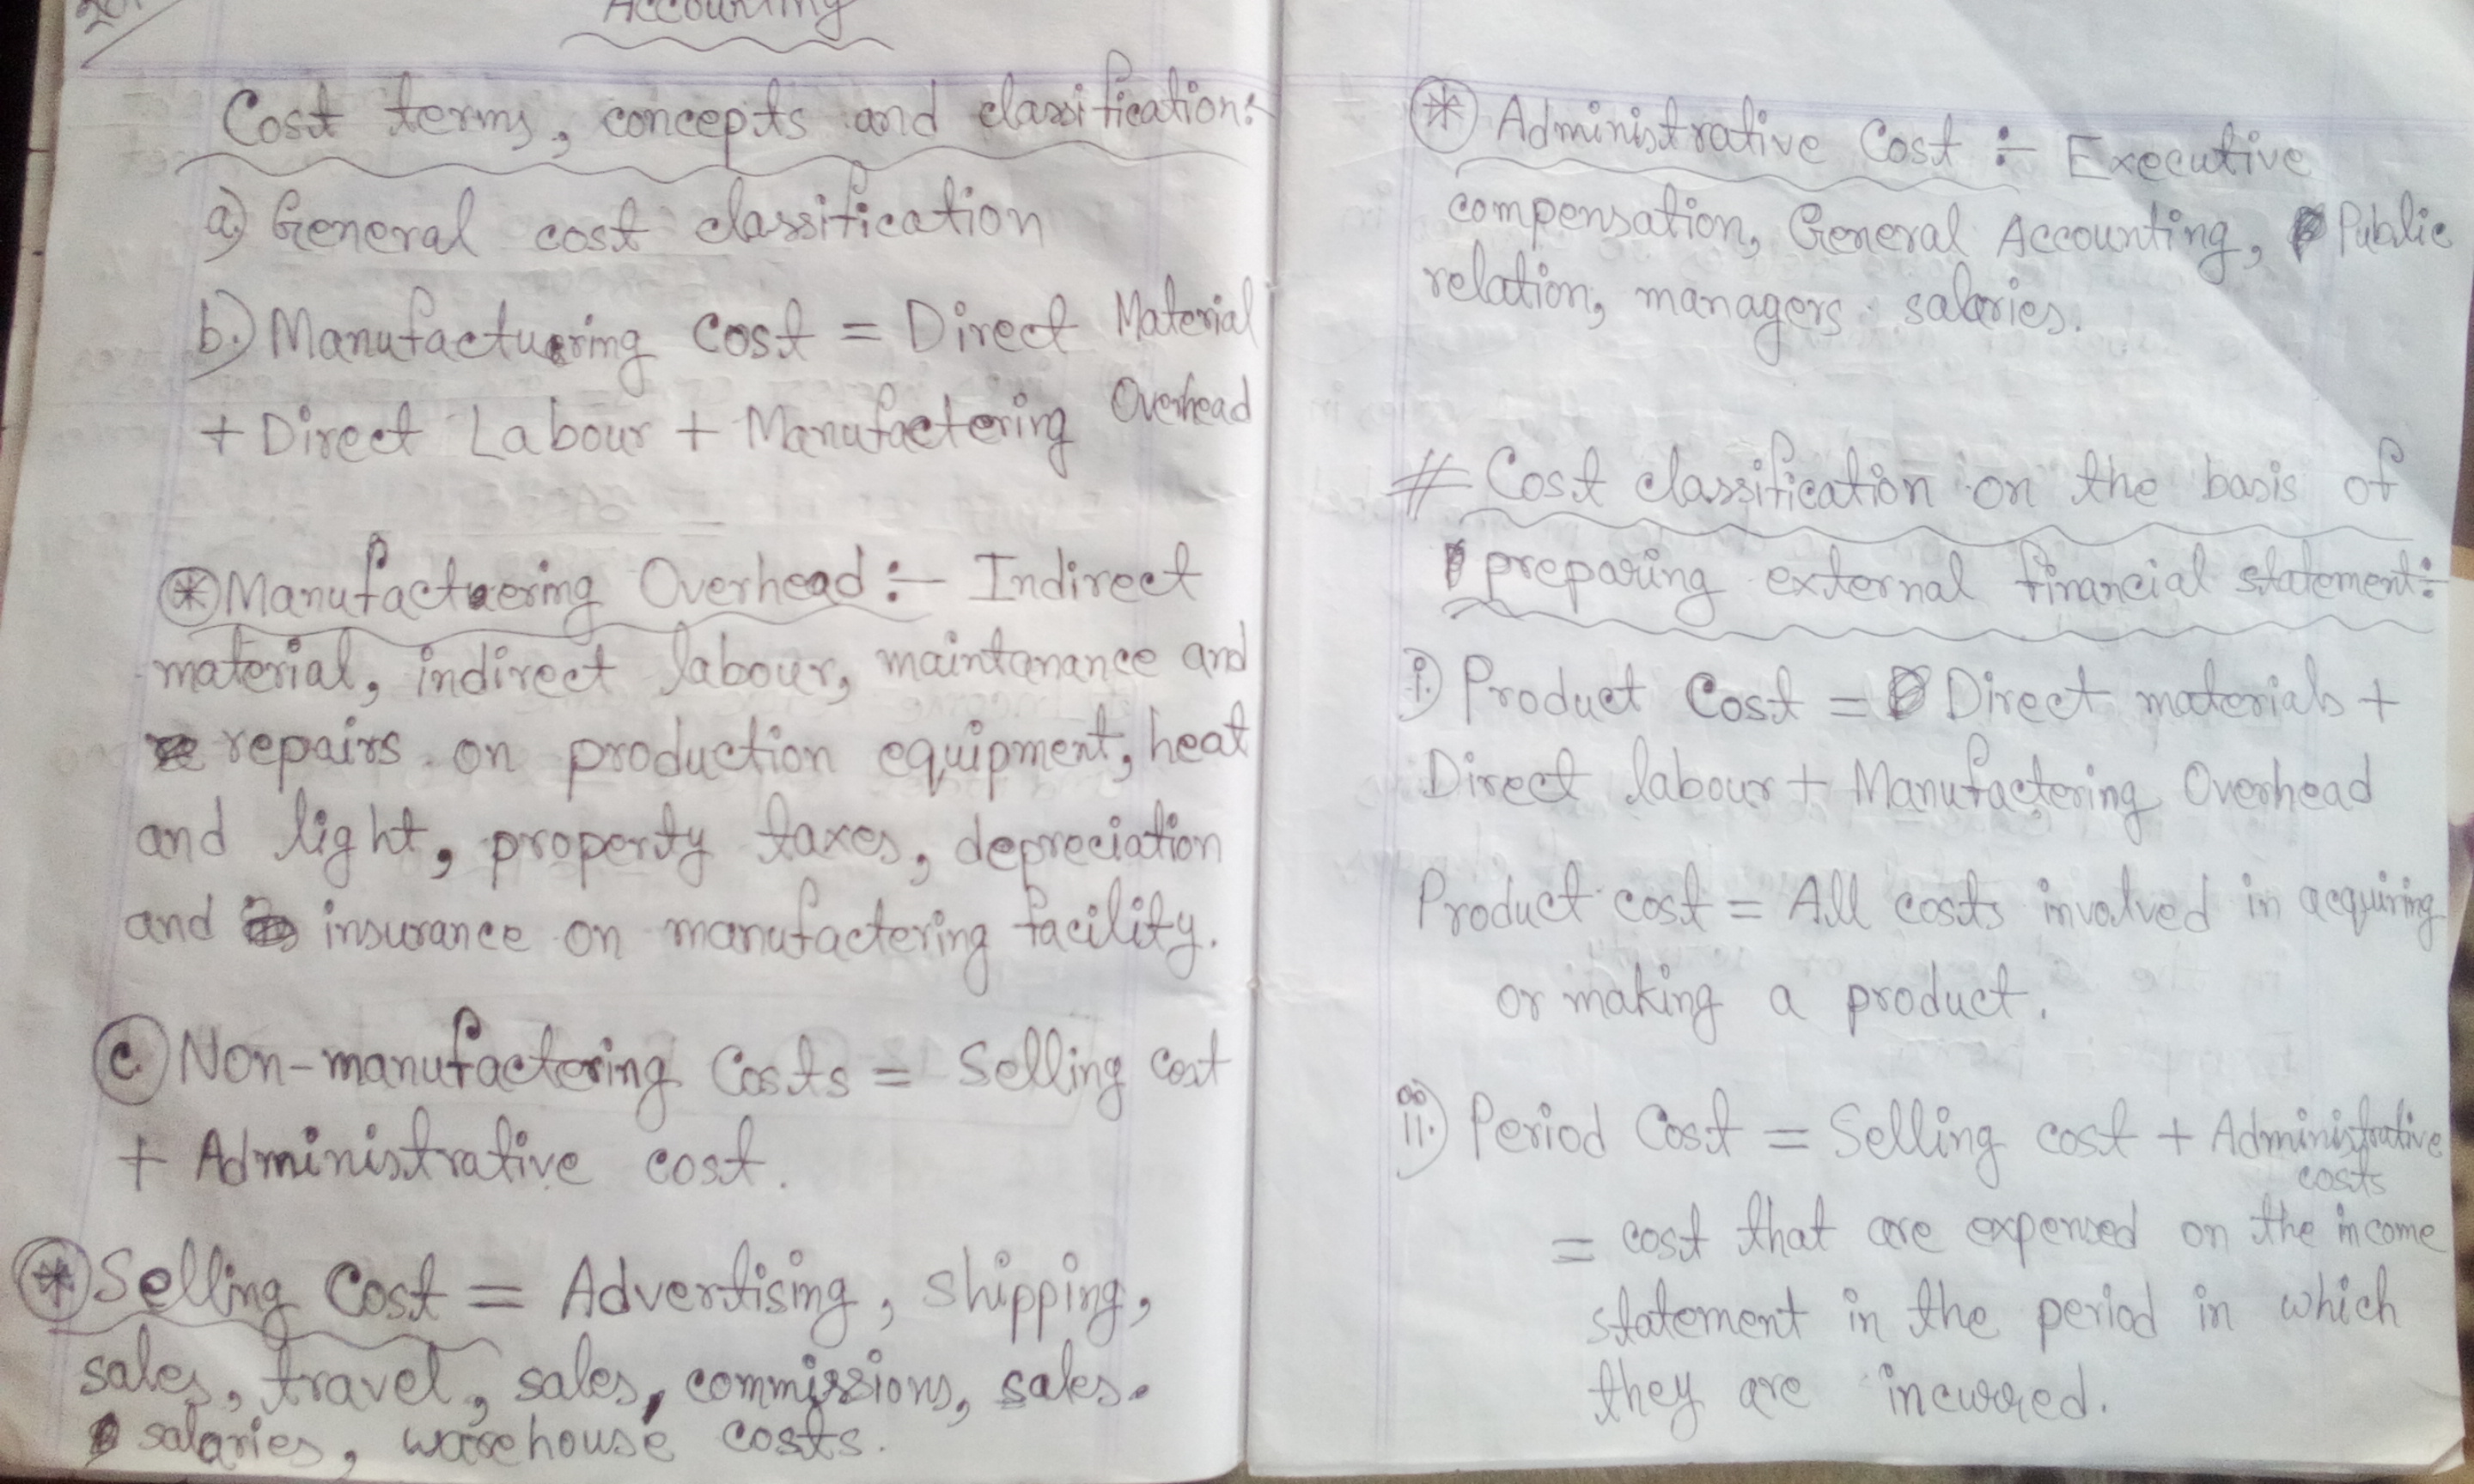 Accounting
Cost terms, concepts and classification:
a) General cost classification
b.) Manufactuering Cost = Direct Material
+ Direct Labour + Manufactering Overhead
* Manufactuering Overhead :- Indirect
material, indirect labour, maintanance and
repairs on production equipment, heat
and light, property taxes, depreciation
and insurance on manufactering facility.
c. Non-manufactering Costs = Selling cost
+ Administrative cost.
* Selling Cost = Advertising, shipping,
sales, travel, sales, commissions, sales.
salaries, warehouse costs.
* Administrative Cost :- Executive
compensation, General Accounting, Public
relation, managers salaries.
# Cost classification on the basis of
preparing external financial statement:-
i.) Product Cost = Direct materials +
Direct labour + Manufactering Overhead
Product cost = All costs involved in acquiring
or making a product.
ii.) Period Cost = Selling cost + Administrative
costs
= cost that are expensed on the income
statement in the period in which
they are incurred.